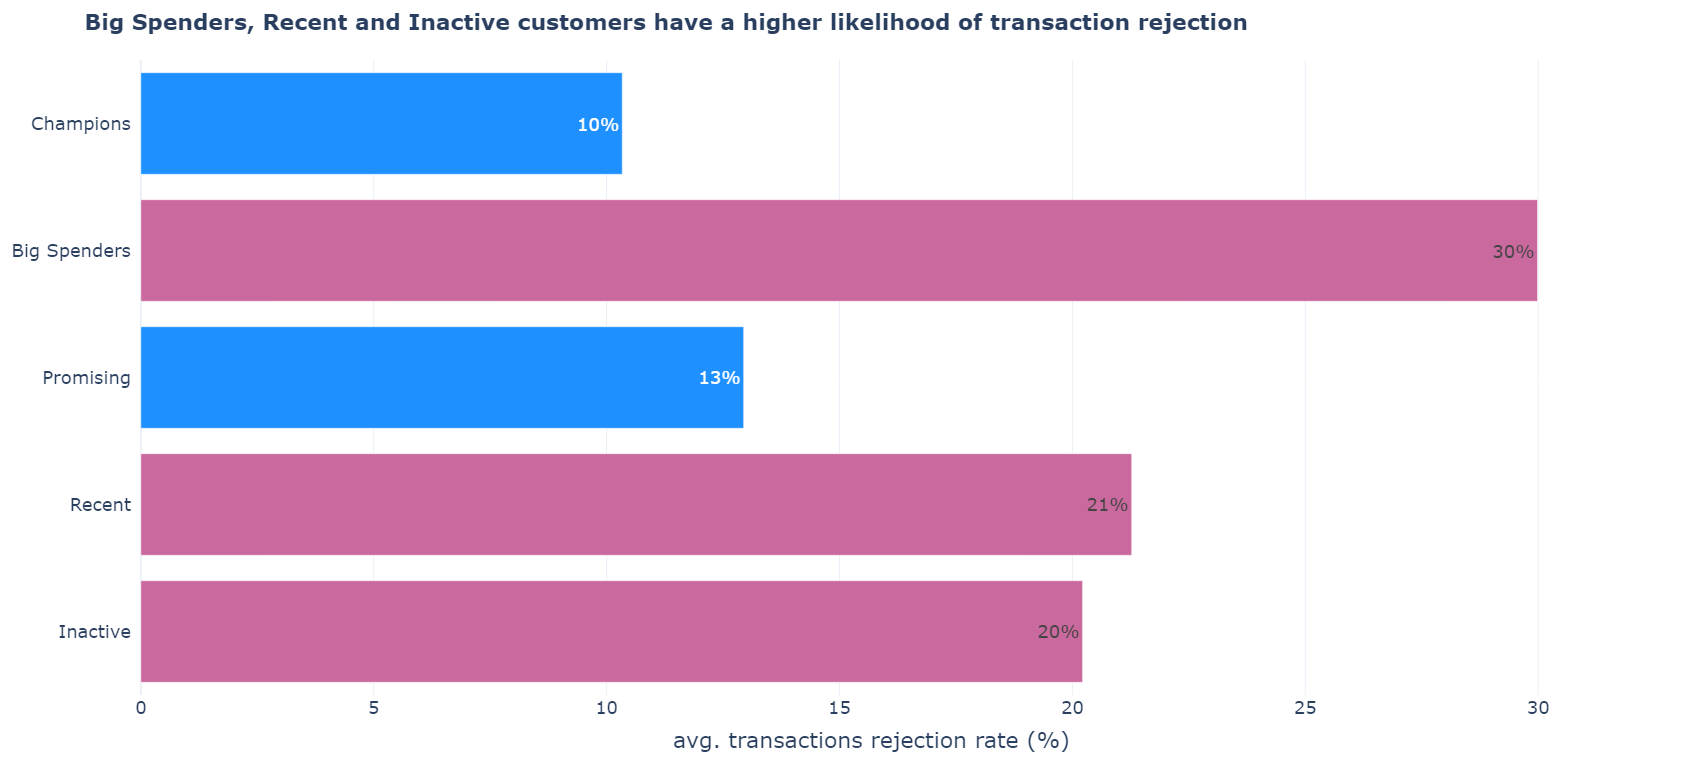 Big Spenders, Recent and Inactive customers have a higher likelihood of transaction rejection
Champions
10%
Big Spenders
30%
Promising
13%
Recent
21%
Inactive
20%
0 5 10 15 20 25 30
avg. transactions rejection rate (%)